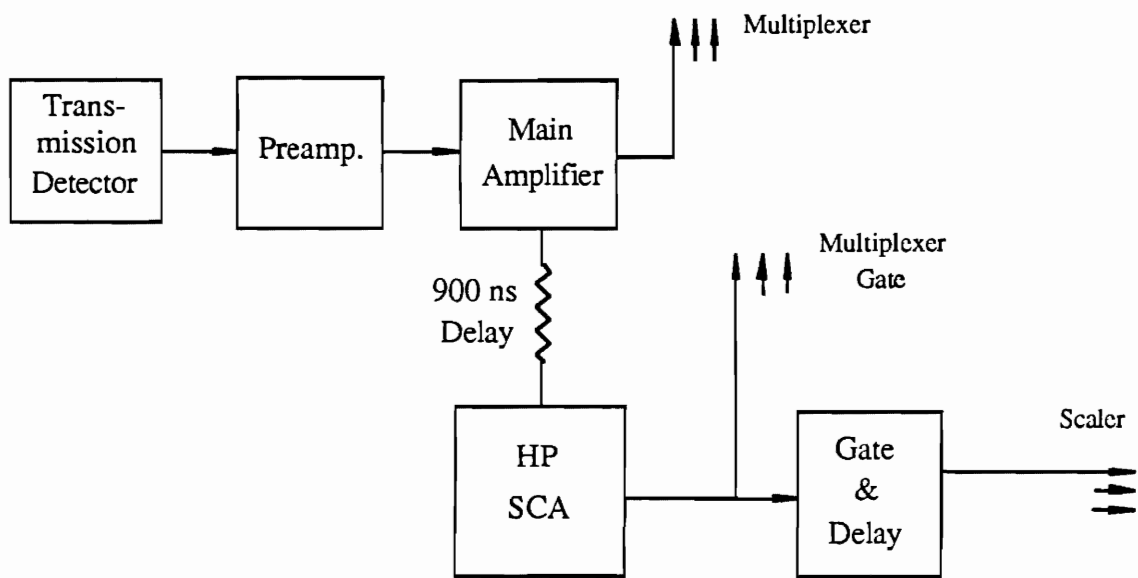 Multiplexer
Trans-
mission
Detector
Preamp.
Main
Amplifier
Multiplexer
Gate
900 ns
Delay
HP
SCA
Gate
&
Delay
Scaler